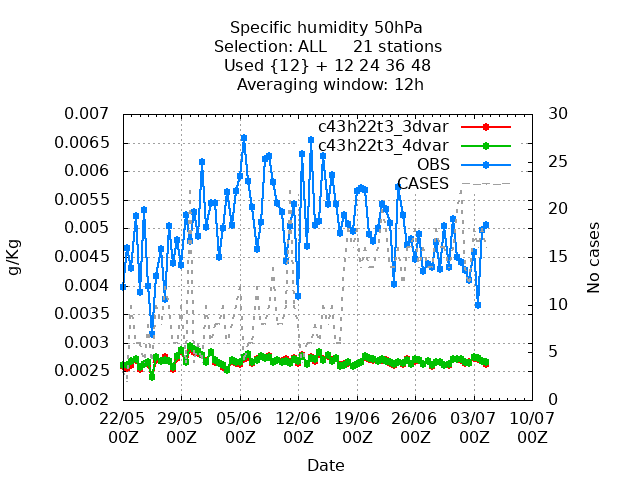 Specific humidity 50hPa
Selection: ALL 21 stations
Used {12} + 12 24 36 48
Averaging window: 12h
c43h22t3_3dvar
c43h22t3_4dvar
OBS
CASES
0.007
0.0065
0.006
0.0055
0.005
0.0045
0.004
0.0035
0.003
0.0025
0.002
g/Kg
30
25
20
15
10
5
0
No cases
22/05 29/05 05/06 12/06 19/06 26/06 03/07 10/07
00Z 00Z 00Z 00Z 00Z 00Z 00Z 00Z
Date